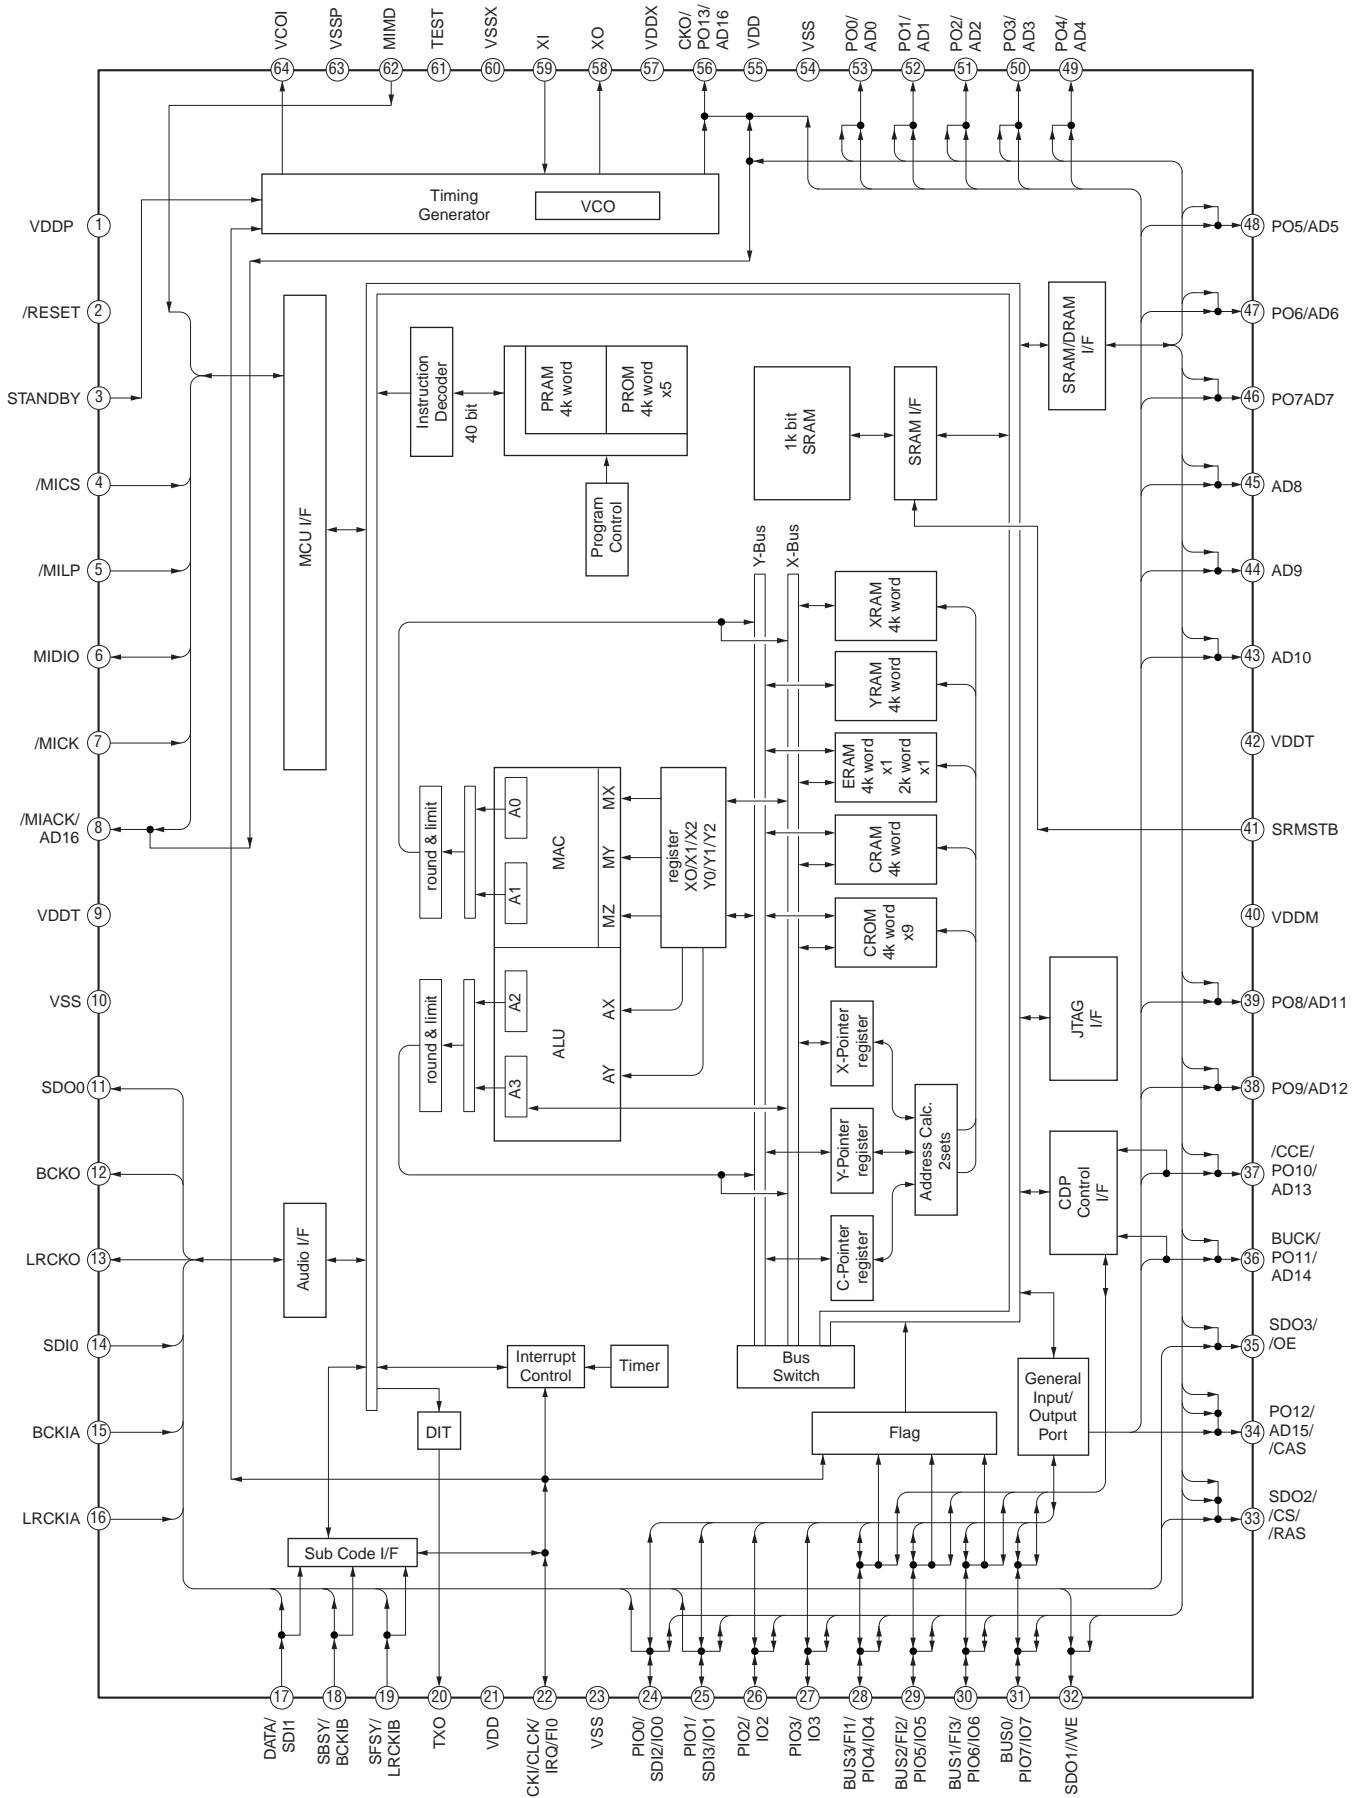 VCOI
VSSP
MIMD
TEST
VSSX
XI
XO
VDDX
CKO/
PO13/
AD16
VDD
VSS
PO0/
AD0
PO1/
AD1
PO2/
AD2
PO3/
AD3
PO4/
AD4
64
63
62
61
60
59
58
57
56
55
54
53
52
51
50
49
VDDP 1
/RESET 2
STANDBY 3
/MICS 4
/MILP 5
MIDIO 6
/MICK 7
/MIACK/
AD16
8
VDDT 9
VSS 10
SDO0 11
BCKO 12
LRCKO 13
SDI0 14
BCKIA 15
LRCKIA 16
Timing
Generator
VCO
MCU I/F
Instruction
Decoder
40 bit
PRAM
4k word
PROM
4k word
x5
Program
Control
1k bit
SRAM
SRAM I/F
SRAM/DRAM
I/F
Y-Bus
X-Bus
XRAM
4k word
YRAM
4k word
ERAM
4k word
x1
2k word
x1
CRAM
4k word
CROM
4k word
x9
round & limit
A0
A1
MAC
MX
MY
MZ
register
XO/X1/X2
Y0/Y1/Y2
round & limit
A2
A3
ALU
AX
AY
X-Pointer
register
Y-Pointer
register
C-Pointer
register
Address Calc.
2sets
JTAG
I/F
CDP
Control
I/F
Audio I/F
Interrupt
Control
Timer
Bus
Switch
General
Input/
Output
Port
DIT
Flag
Sub Code I/F
48 PO5/AD5
47 PO6/AD6
46 PO7AD7
45 AD8
44 AD9
43 AD10
42 VDDT
41 SRMSTB
40 VDDM
39 PO8/AD11
38 PO9/AD12
37
/CCE/
PO10/
AD13
36
BUCK/
PO11/
AD14
35
SDO3/
/OE
34
PO12/
AD15/
/CAS
33
SDO2/
/CS/
/RAS
17
18
19
20
21
22
23
24
25
26
27
28
29
30
31
32
DATA/
SDI1
SBSY/
BCKIB
SFSY/
LRCKIB
TXO
VDD
CKI/CLCK/
IRQ/FI0
VSS
PIO0/
SDI2/IO0
PIO1/
SDI3/IO1
PIO2/
IO2
PIO3/
IO3
BUS3/FI1/
PIO4/IO4
BUS2/FI2/
PIO5/IO5
BUS1/FI3/
PIO6/IO6
BUS0/
PIO7/IO7
SDO1//WE